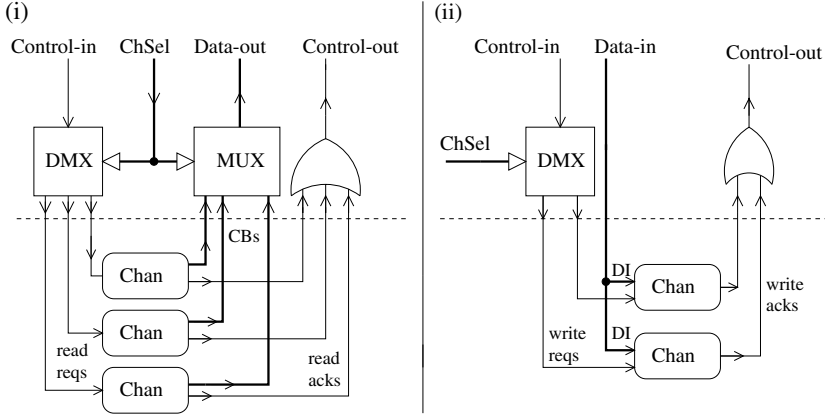 (i)
Control-in
ChSel
Data-out
Control-out
DMX
MUX
CBs
Chan
Chan
Chan
read
reqs
read
acks
(ii)
Control-in
Data-in
Control-out
ChSel
DMX
DI
Chan
DI
Chan
write
reqs
write
acks